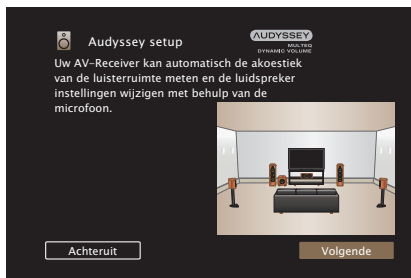 Audyssey setup
AUDYSSEY
MULTEQ
DYNAMIC VOLUME
Uw AV-Receiver kan automatisch de akoestiek
van de luisterruimte meten en de luidspreker
instellingen wijzigen met behulp van de
microfoon.
Achteruit
Volgende